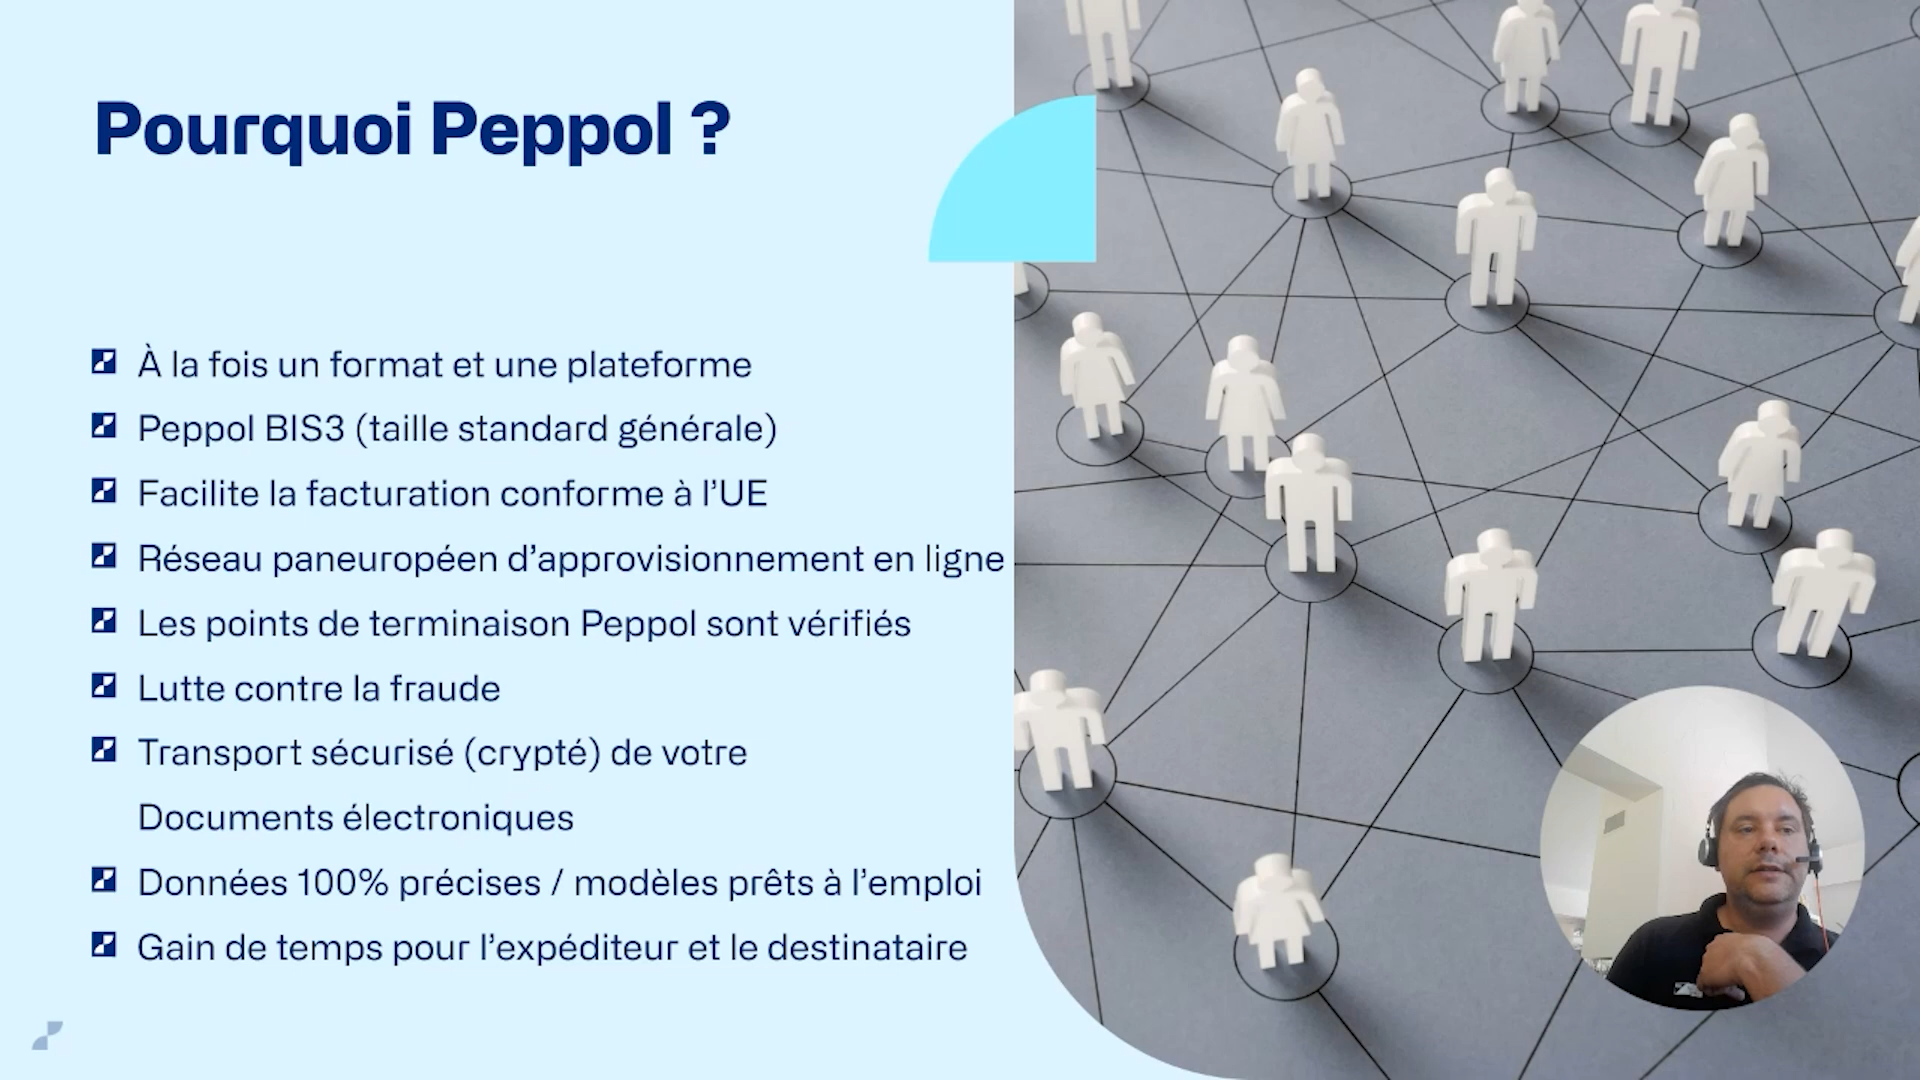 Pourquoi Peppol ?
À la fois un format et une plateforme
Peppol BIS3 (taille standard générale)
Facilite la facturation conforme à l’UE
Réseau paneuropéen d’approvisionnement en ligne
Les points de terminaison Peppol sont vérifiés
Lutte contre la fraude
Transport sécurisé (crypté) de votre
Documents électroniques
Données 100% précises / modèles prêts à l’emploi
Gain de temps pour l’expéditeur et le destinataire